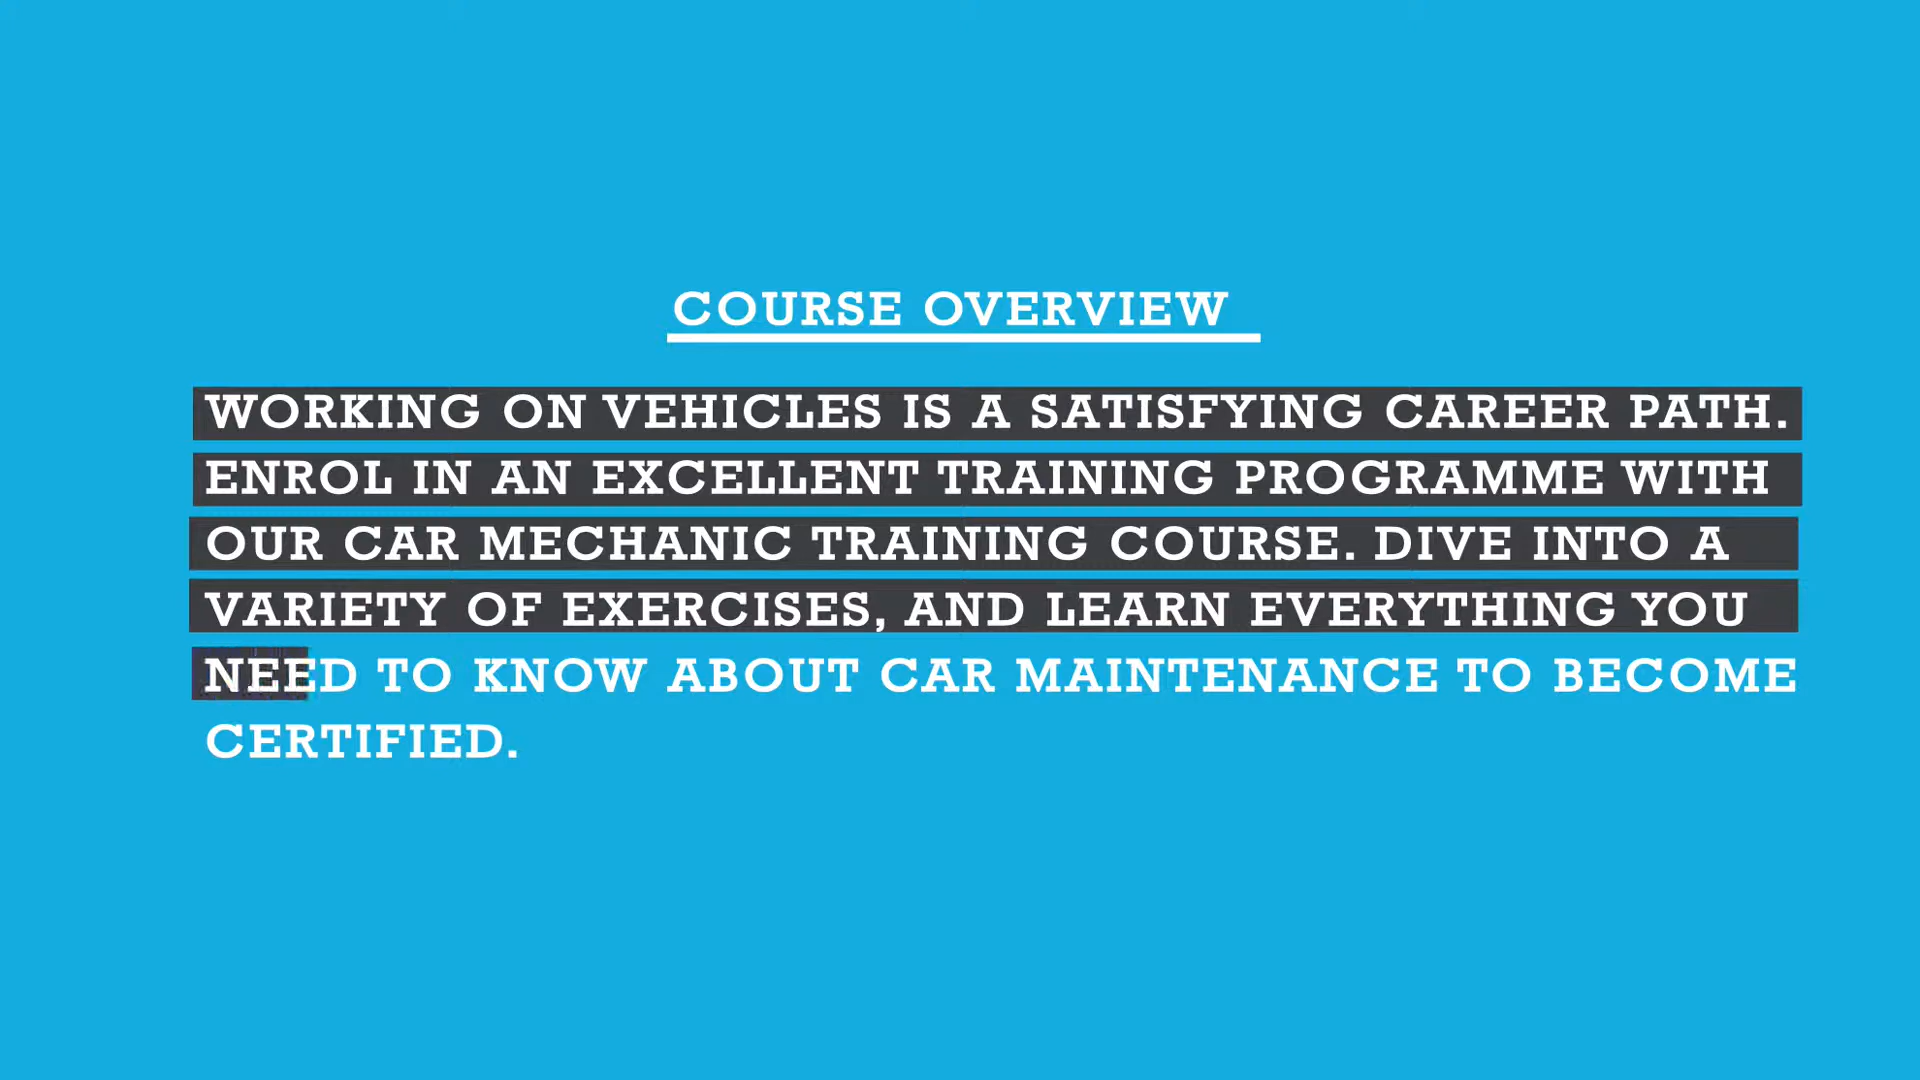 COURSE OVERVIEW
WORKING ON VEHICLES IS A SATISFYING CAREER PATH.
ENROL IN AN EXCELLENT TRAINING PROGRAMME WITH
OUR CAR MECHANIC TRAINING COURSE. DIVE INTO A
VARIETY OF EXERCISES, AND LEARN EVERYTHING YOU
NEED TO KNOW ABOUT CAR MAINTENANCE TO BECOME
CERTIFIED.